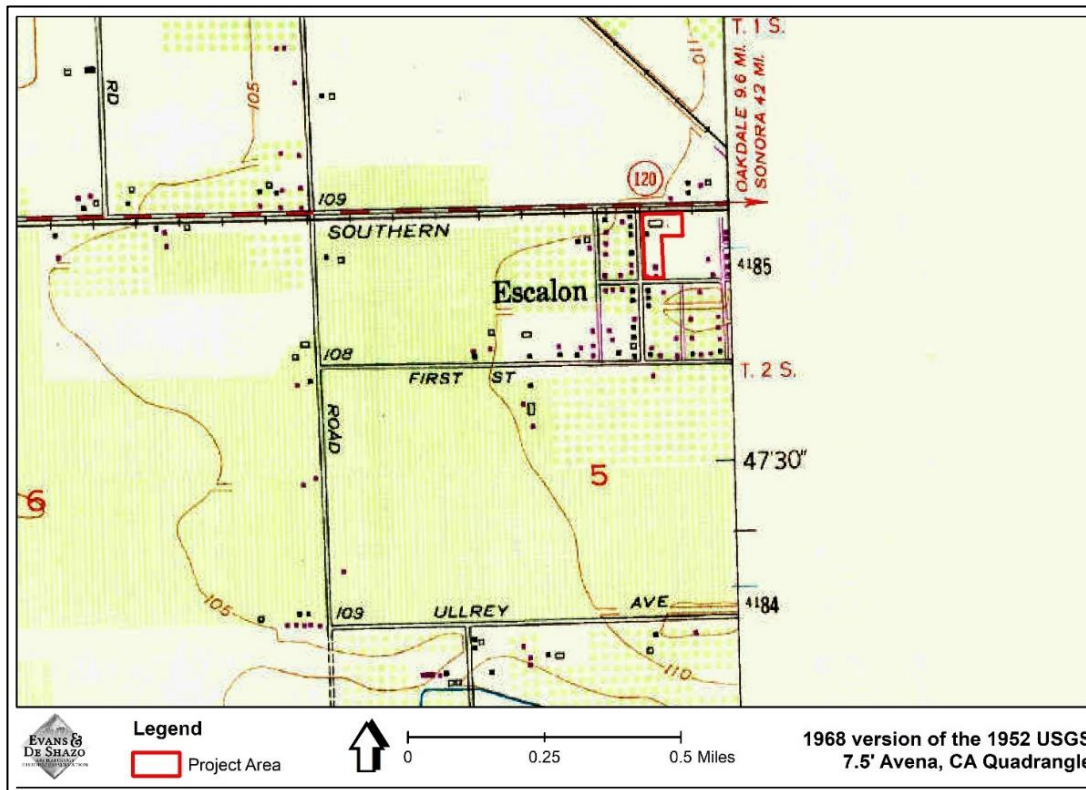 T. 1 S.
OAKDALE 9.6 MI.
SONORA 42 MI.
110
RD
105
120
109
SOUTHERN
4185
Escalon
108
FIRST ST
T. 2 S.
ROAD
47'30"
5
6
105
109
ULLREY AVE
4184
110
EVANS &
DE SHAZO
Legend
Project Area
0 0.25 0.5 Miles
1968 version of the 1952 USGS
7.5' Avena, CA Quadrangle